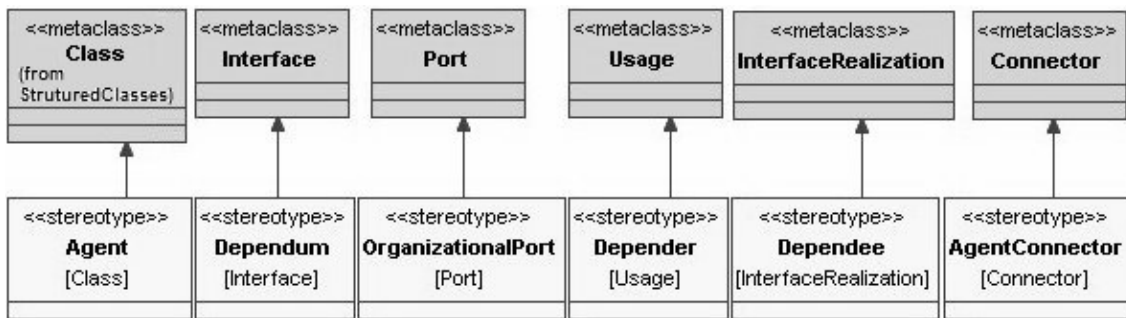 <<metaclass>>
Class
(from
StruturedClasses)
<<metaclass>>
Interface
<<metaclass>>
Port
<<metaclass>>
Usage
<<metaclass>>
InterfaceRealization
<<metaclass>>
Connector
<<stereotype>>
Agent
[Class]
<<stereotype>>
Dependum
[Interface]
<<stereotype>>
OrganizationalPort
[Port]
<<stereotype>>
Depender
[Usage]
<<stereotype>>
Dependee
[InterfaceRealization]
<<stereotype>>
AgentConnector
[Connector]